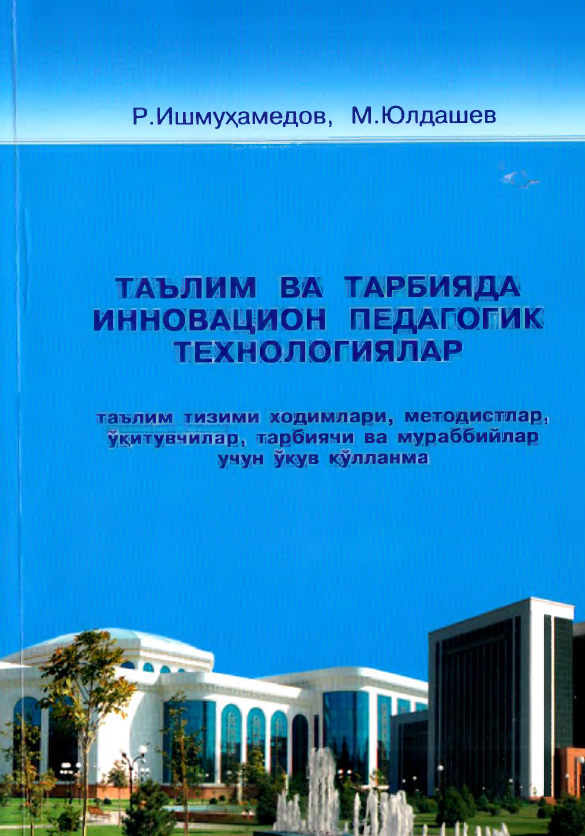 Р.Ишмуҳамедов, М.Юлдашев
ТАЪЛИМ ВА ТАРБИЯДА
ИННОВАЦИОН ПЕДАГОГИК
ТЕХНОЛОГИЯЛАР
таълим тизими ходимлари, методистлар,
ўқитувчилар, тарбиячи ва мураббийлар
учун ўқув қўлланма